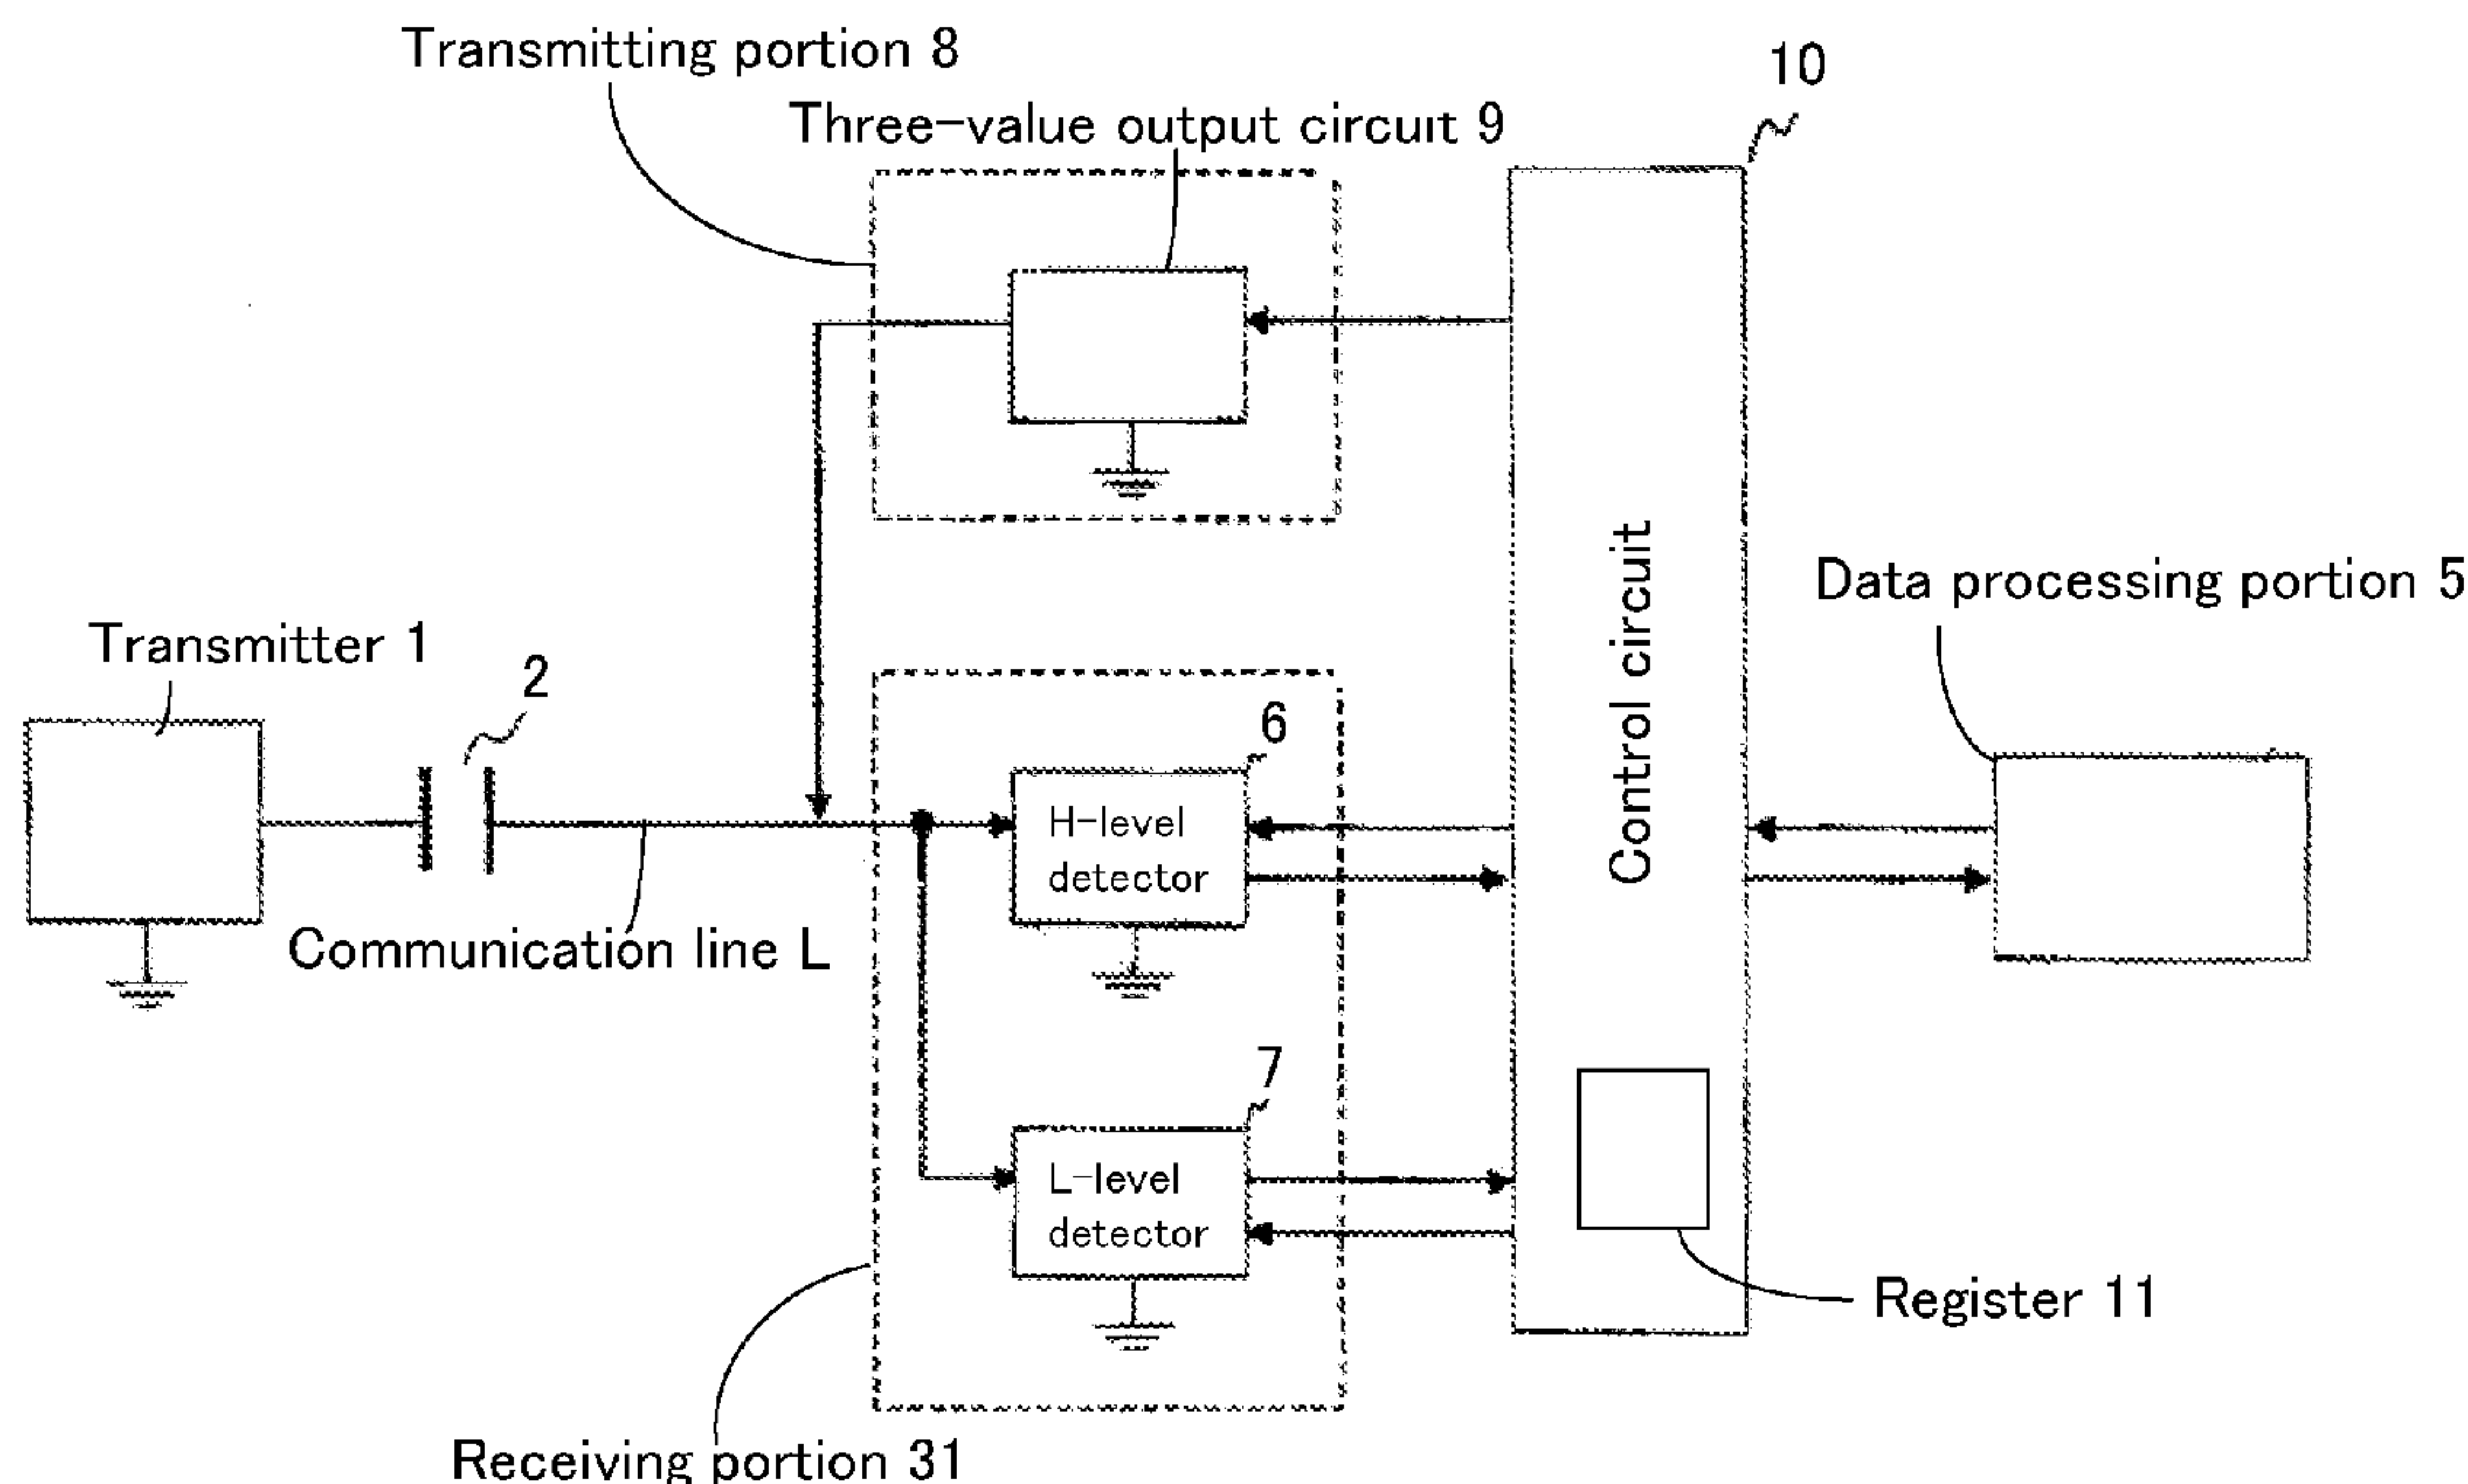 Transmitting portion 8
10
Three-value output circuit 9
Control circuit
Data processing portion 5
Transmitter 1
2
6
H-level
detector
Communication line L
7
L-level
detector
Register 11
Receiving portion 31